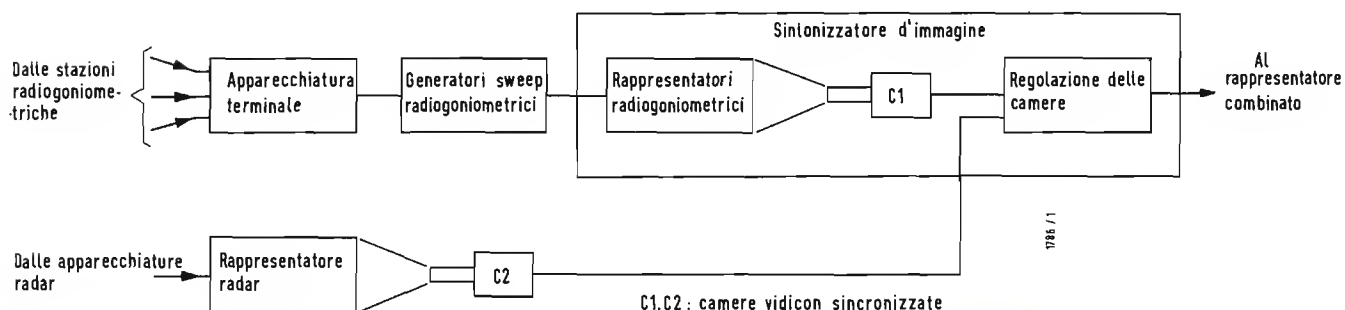 Sintonizzatore d'immagine
Dalle stazioni
radiogoniome-
-triche
Apparecchiatura
terminale
Generatori sweep
radiogoniometrici
Rappresentatori
radiogoniometrici
C1
Regolazione delle
camere
Al
rappresentatore
combinato
Dalle apparecchiature
radar
Rappresentatore
radar
C2
1786/1
C1,C2: camere vidicon sincronizzate